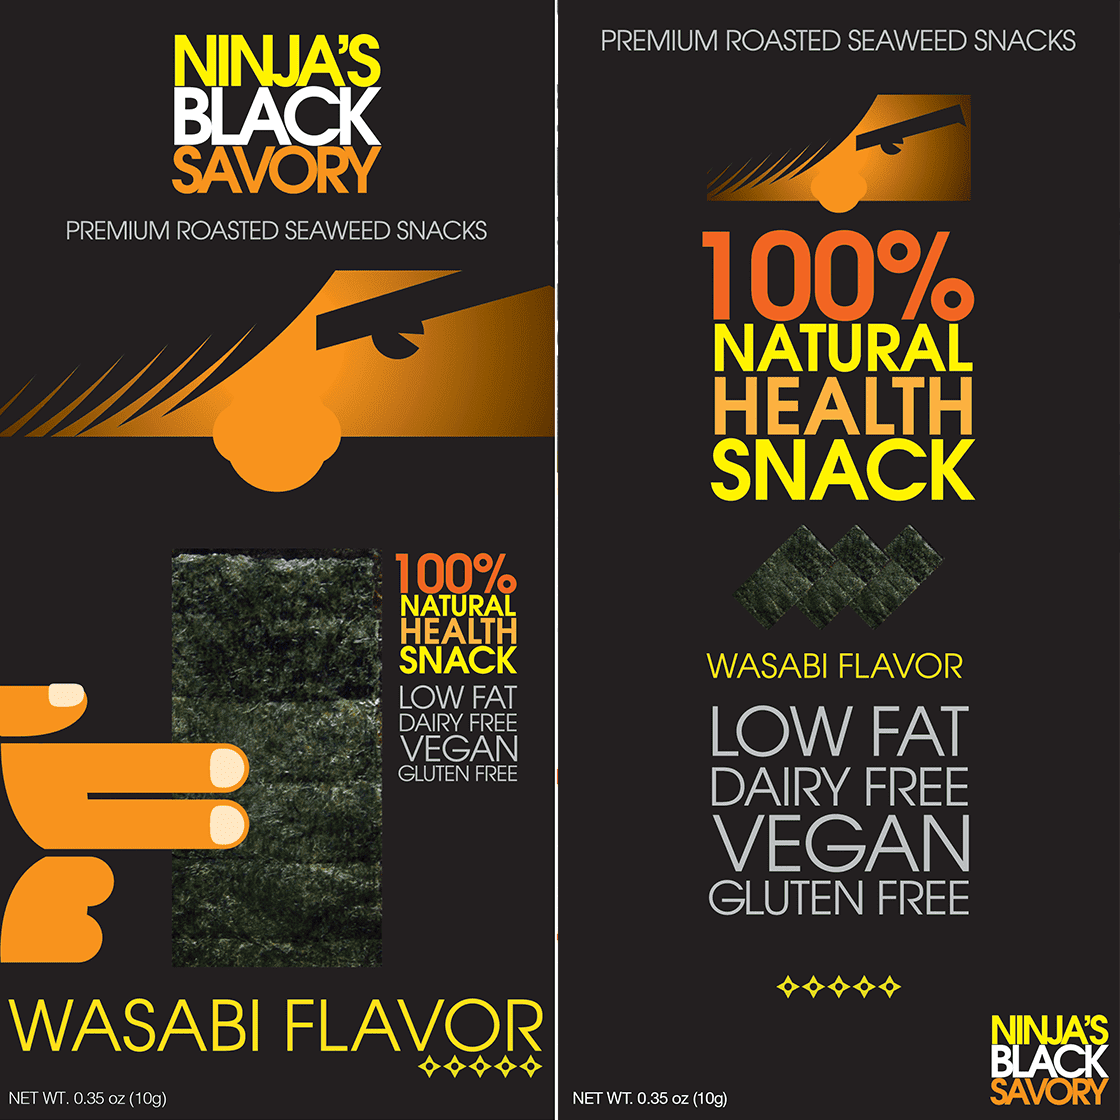 NINJA'S
BLACK
SAVORY
PREMIUM ROASTED SEAWEED SNACKS
100%
NATURAL
HEALTH
SNACK
LOW FAT
DAIRY FREE
VEGAN
GLUTEN FREE
WASABI FLAVOR
NET WT. 0.35 oz (10g)
PREMIUM ROASTED SEAWEED SNACKS
100%
NATURAL
HEALTH
SNACK
WASABI FLAVOR
LOW FAT
DAIRY FREE
VEGAN
GLUTEN FREE
NINJA'S
BLACK
SAVORY
NET WT. 0.35 oz (10g)